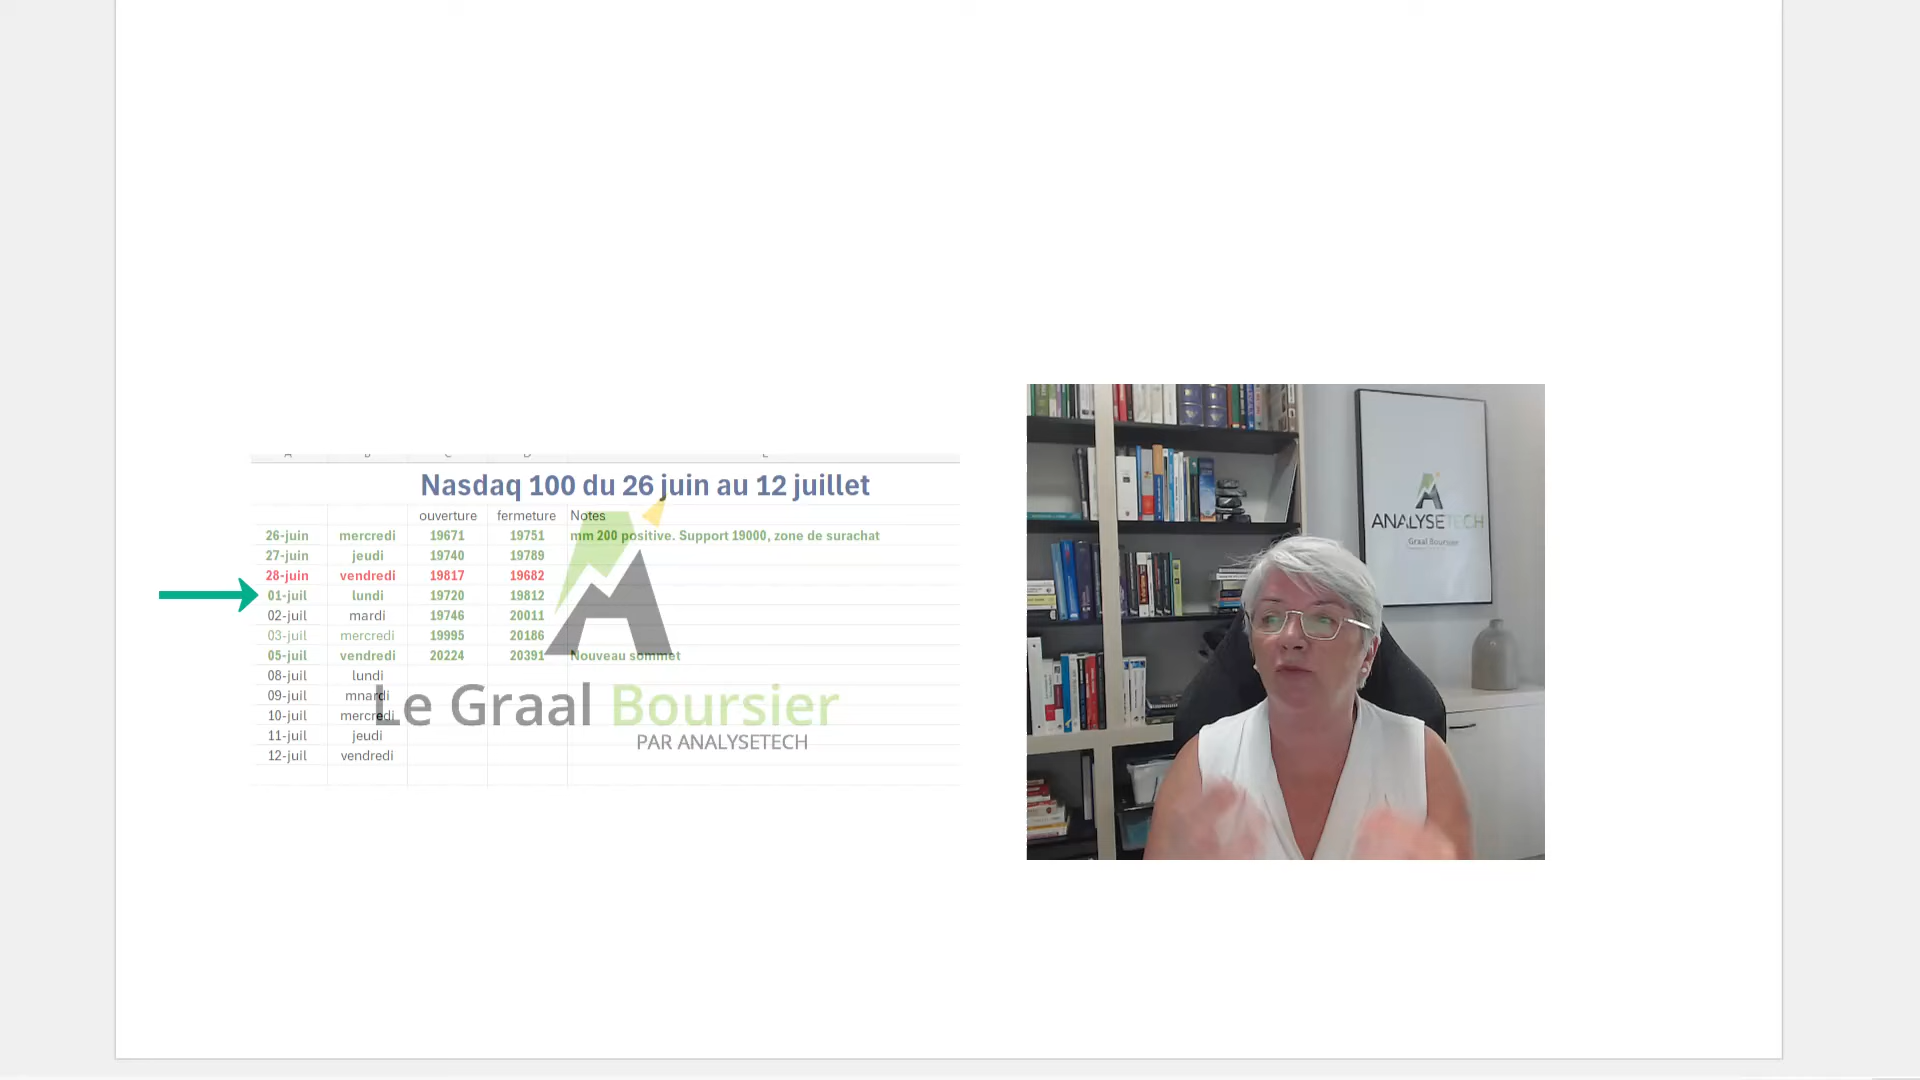 Nasdaq 100 du 26 juin au 12 juillet
ouverture fermeture Notes
26-juin mercredi 19671 19751 mm 200 positive. Support 19000, zone de surachat
27-juin jeudi 19740 19789
28-juin vendredi 19817 19682
01-juil lundi 19720 19812
02-juil mardi 19746 20011
03-juil mercredi 19995 20186
05-juil vendredi 20224 20391 Nouveau sommet
08-juil lundi
09-juil mnardi
10-juil mercredi
11-juil jeudi
12-juil vendredi
Le Graal Boursier
PAR ANALYSETECH
ANALYSETECH
Graal Boursier